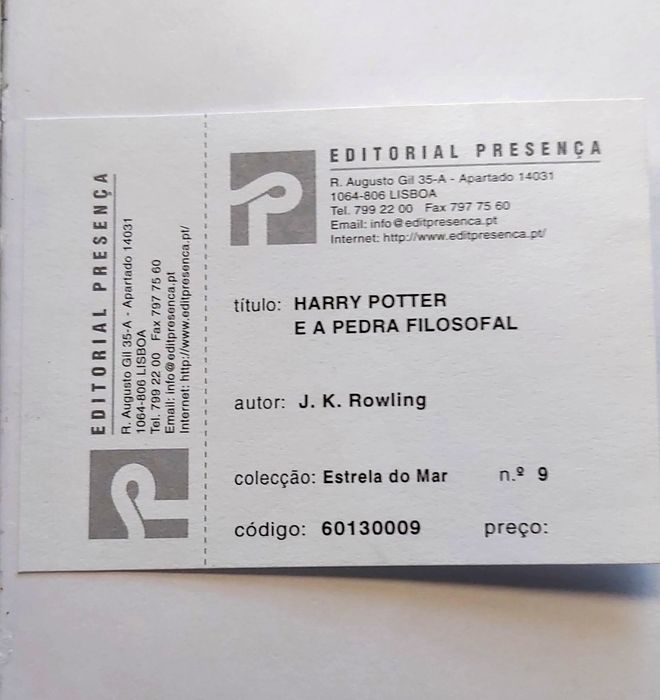 EDITORIAL PRESENÇA
R. Augusto Gil 35-A - Apartado 14031
1064-806 LISBOA
Tel. 799 22 00 Fax 797 75 60
Email: info@editpresenca.pt
Internet: http://www.editpresenca.pt/
EDITORIAL PRESENÇA
R. Augusto Gil 35-A - Apartado 14031
1064-806 LISBOA
Tel. 799 22 00 Fax 797 75 60
Email: info@editpresenca.pt
Internet: http://www.editpresenca.pt/
título: HARRY POTTER
E A PEDRA FILOSOFAL
autor: J. K. Rowling
colecção: Estrela do Mar n.º 9
código: 60130009 preço: